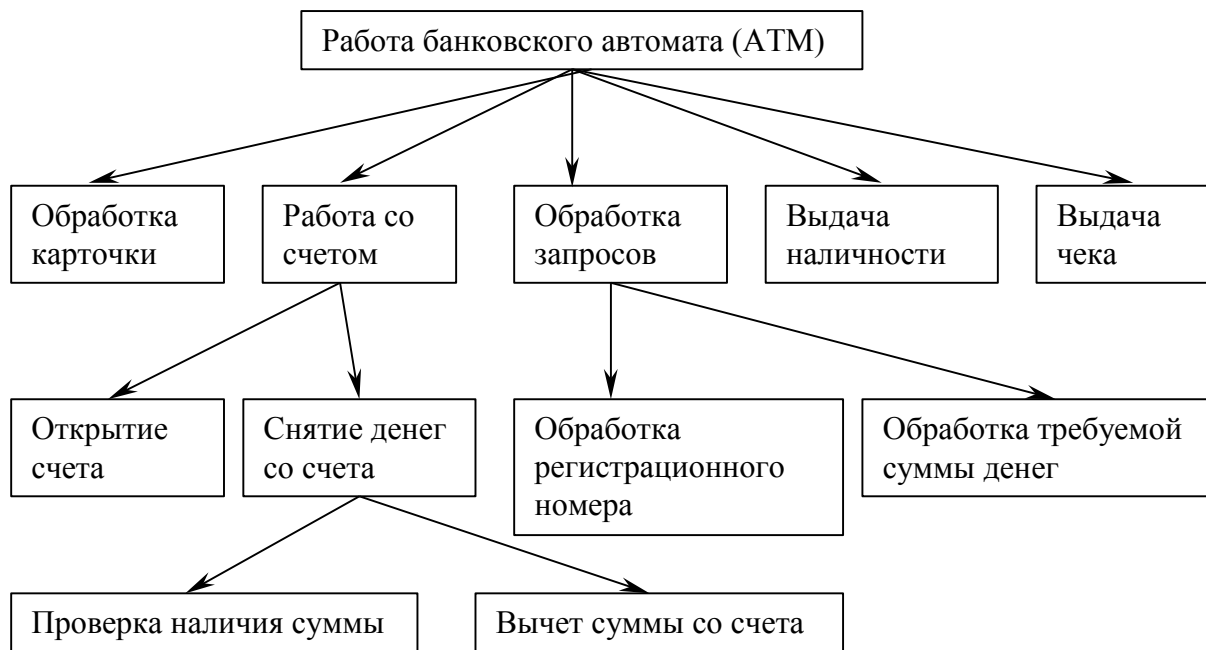 Работа банковского автомата (АТМ)
Обработка
карточки
Работа со
счетом
Обработка
запросов
Выдача
наличности
Выдача
чека
Открытие
счета
Снятие денег
со счета
Обработка
регистрационного
номера
Обработка требуемой
суммы денег
Проверка наличия суммы
Вычет суммы со счета